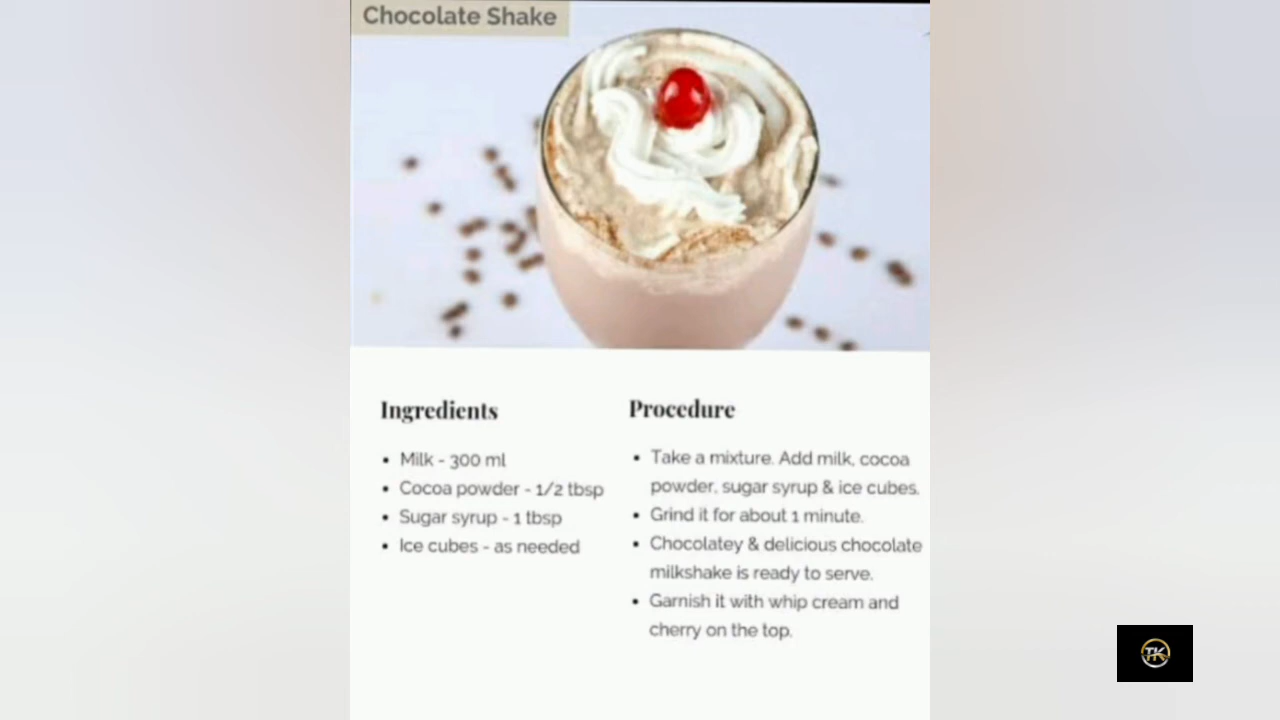 Chocolate Shake
Ingredients
• Milk - 300 ml
• Cocoa powder - 1/2 tbsp
• Sugar syrup - 1 tbsp
• Ice cubes - as needed
Procedure
• Take a mixture. Add milk, cocoa
powder, sugar syrup & ice cubes.
• Grind it for about 1 minute.
• Chocolatey & delicious chocolate
milkshake is ready to serve.
• Garnish it with whip cream and
cherry on the top.
TK